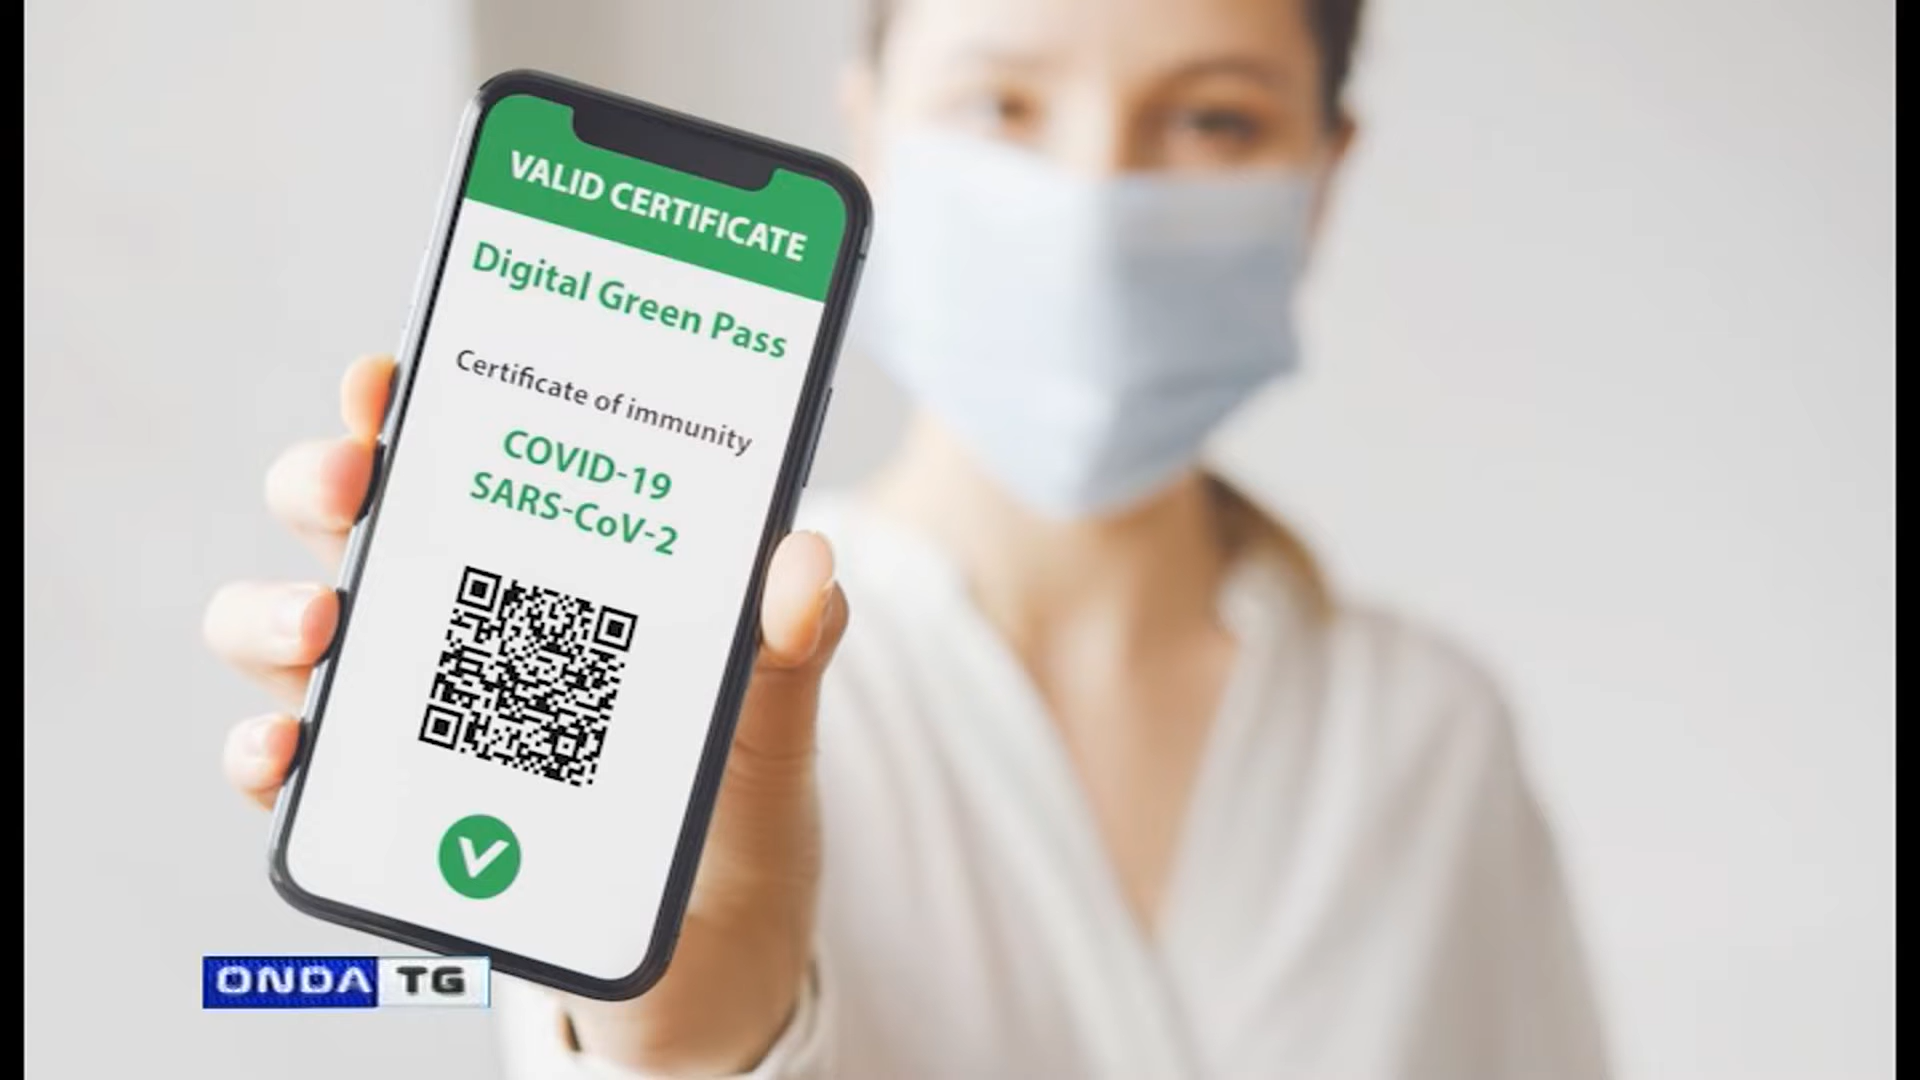 VALID CERTIFICATE
Digital Green Pass
Certificate of immunity
COVID-19
SARS-CoV-2
ONDA TG